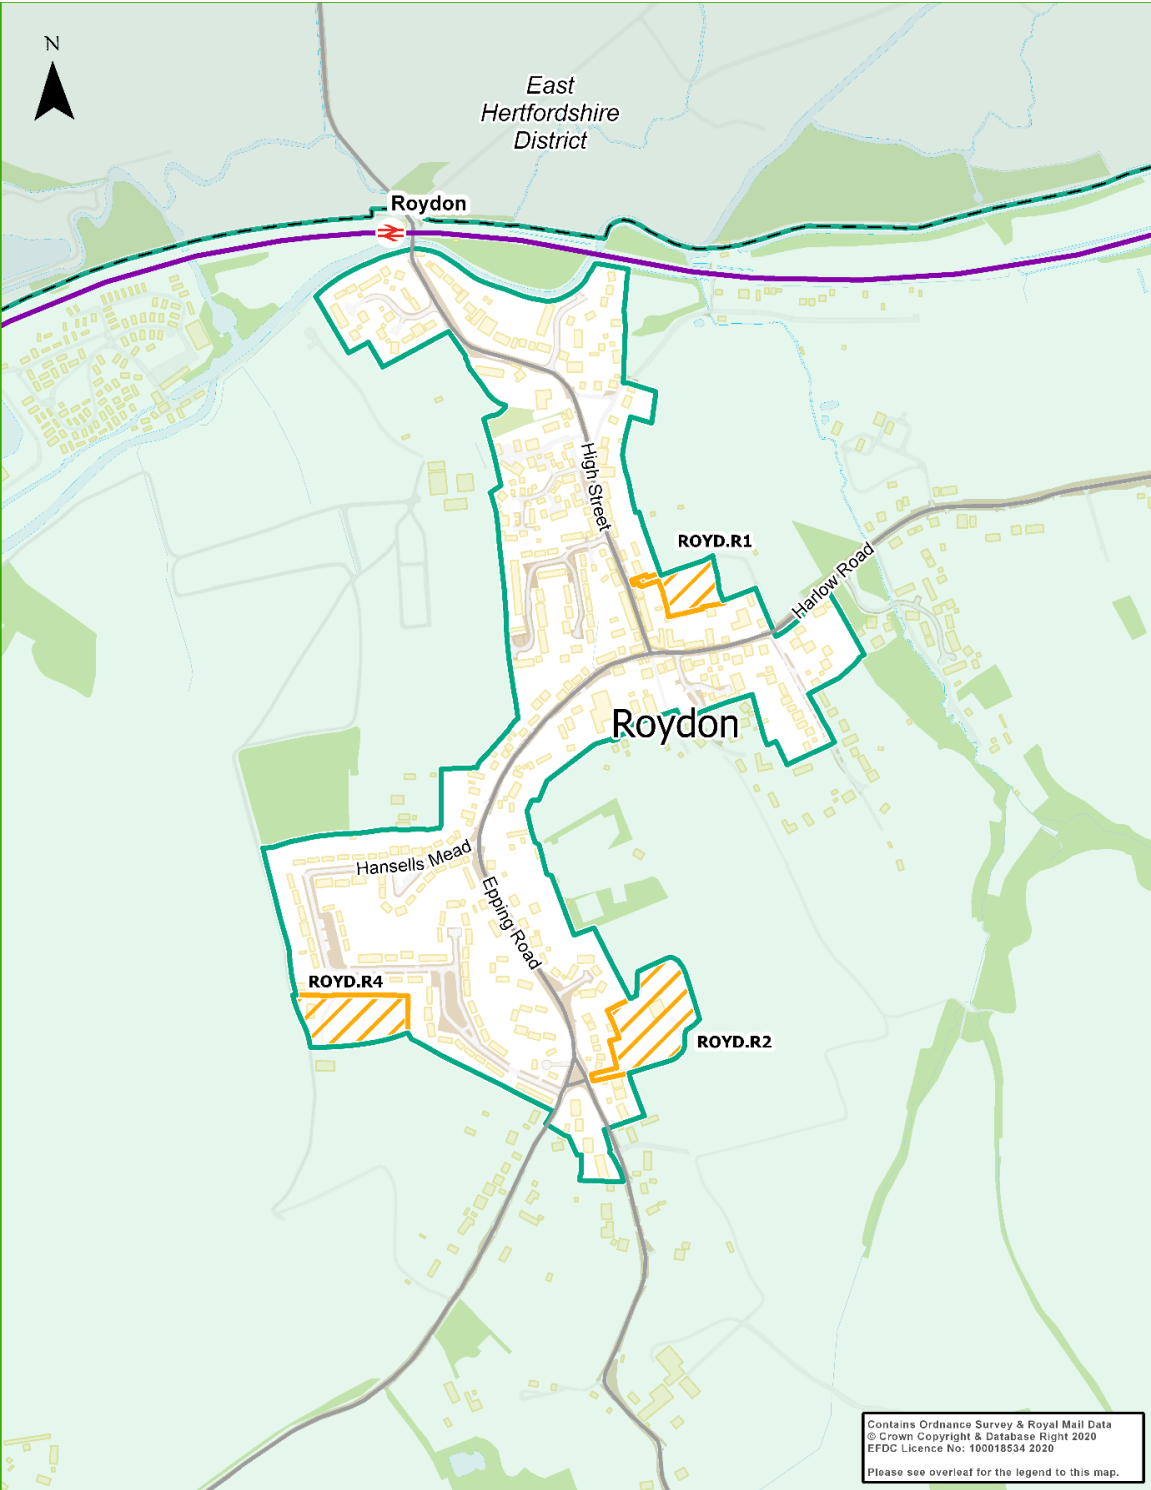 N
East
Hertfordshire
District
Roydon
High Street
ROYD.R1
Harlow Road
Roydon
Hansells Mead
Epping Road
ROYD.R4
ROYD.R2
Contains Ordnance Survey & Royal Mail Data
© Crown Copyright & Database Right 2020
EFDC Licence No: 100018534 2020
Please see overleaf for the legend to this map.